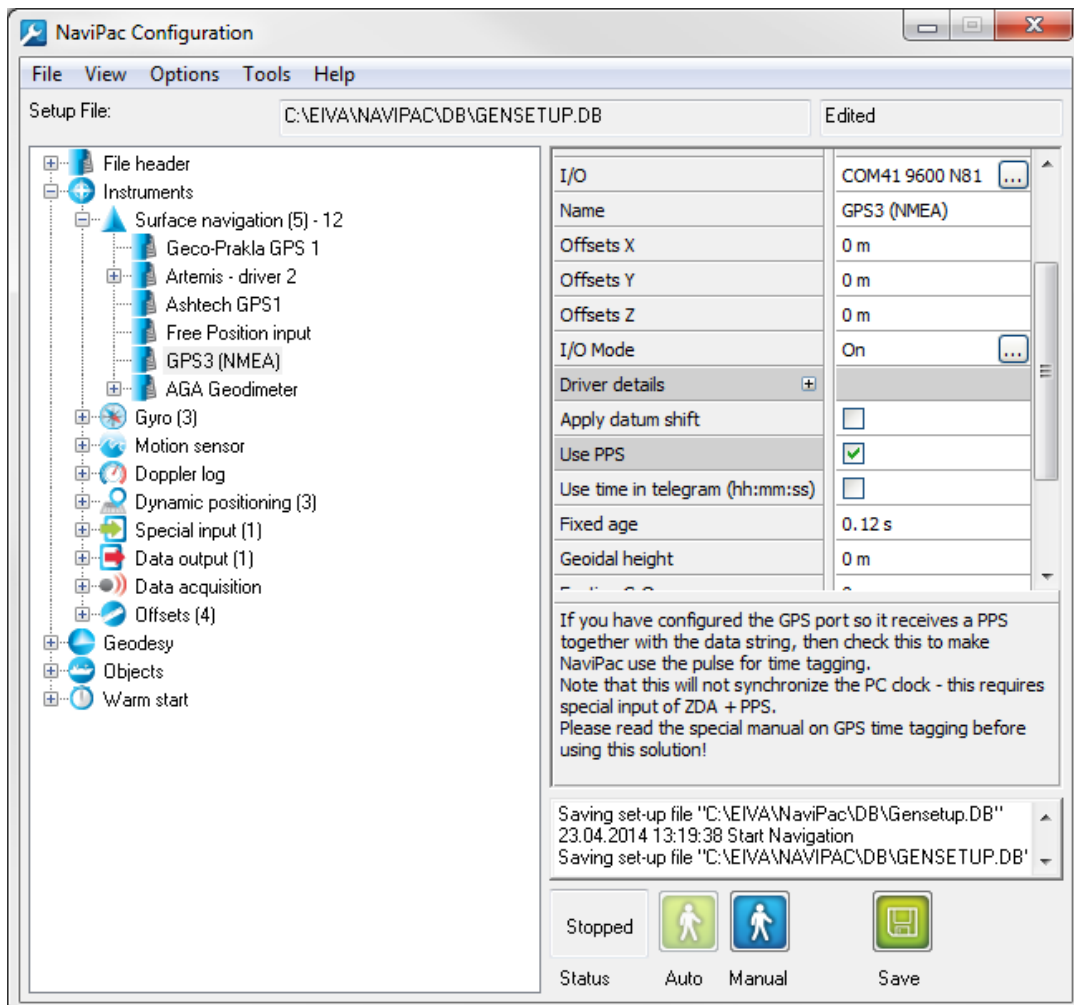 NaviPac Configuration
File View Options Tools Help
Setup File: C:\EIVA\NAVIPAC\DB\GENSETUP.DB Edited
File header
Instruments
Surface navigation (5) - 12
Geco-Prakla GPS 1
Artemis - driver 2
Ashtech GPS1
Free Position input
GPS3 (NMEA)
AGA Geodimeter
Gyro (3)
Motion sensor
Doppler log
Dynamic positioning (3)
Special input (1)
Data output (1)
Data acquisition
Offsets (4)
Geodesy
Objects
Warm start
I/O COM41 9600 N81 ...
Name GPS3 (NMEA)
Offsets X 0 m
Offsets Y 0 m
Offsets Z 0 m
I/O Mode On ...
Driver details
Apply datum shift
Use PPS
Use time in telegram (hh:mm:ss)
Fixed age 0.12 s
Geoidal height 0 m
If you have configured the GPS port so it receives a PPS
together with the data string, then check this to make
NaviPac use the pulse for time tagging.
Note that this will not synchronize the PC clock - this requires
special input of ZDA + PPS.
Please read the special manual on GPS time tagging before
using this solution!
Saving set-up file "C:\EIVA\NaviPac\DB\Gensetup.DB"
23.04.2014 13:19:38 Start Navigation
Saving set-up file "C:\EIVA\NAVIPAC\DB\GENSETUP.DB'
Stopped
Status Auto Manual Save